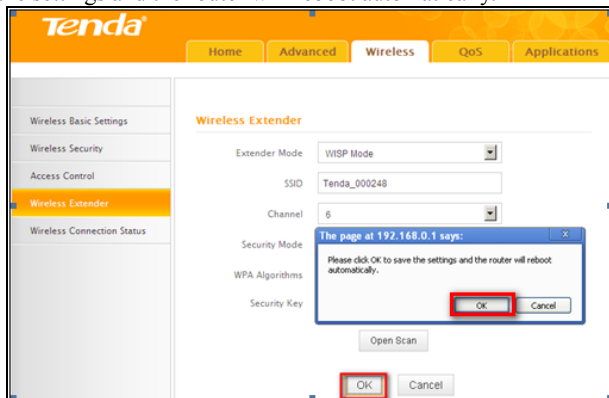 Tenda
Home Advanced Wireless QoS Applications
Wireless Basic Settings
Wireless Security
Access Control
Wireless Extender
Wireless Connection Status
Wireless Extender
Extender Mode WISP Mode
SSID Tenda_000248
Channel 6
Security Mode
WPA Algorithms
Security Key
The page at 192.168.0.1 says:
Please click OK to save the settings and the router will reboot
automatically.
OK Cancel
Open Scan
OK Cancel